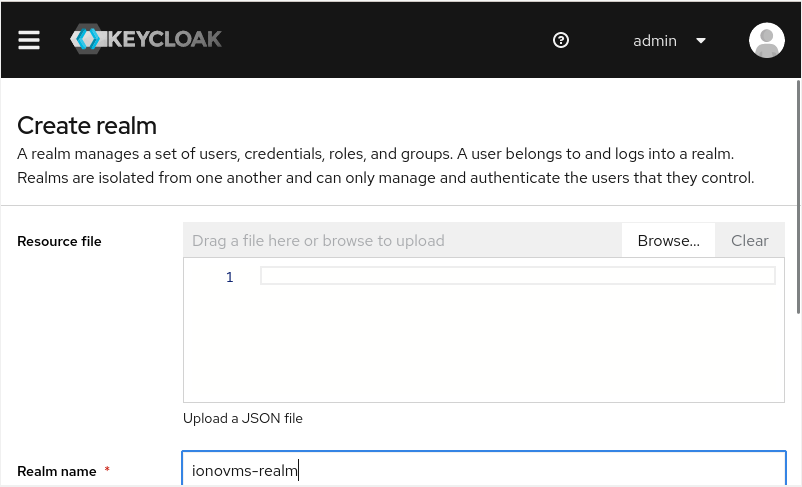 KEYCLOAK
admin
Create realm
A realm manages a set of users, credentials, roles, and groups. A user belongs to and logs into a realm.
Realms are isolated from one another and can only manage and authenticate the users that they control.
Resource file
Drag a file here or browse to upload
Browse...
Clear
1
Upload a JSON file
Realm name *
ionovms-realm